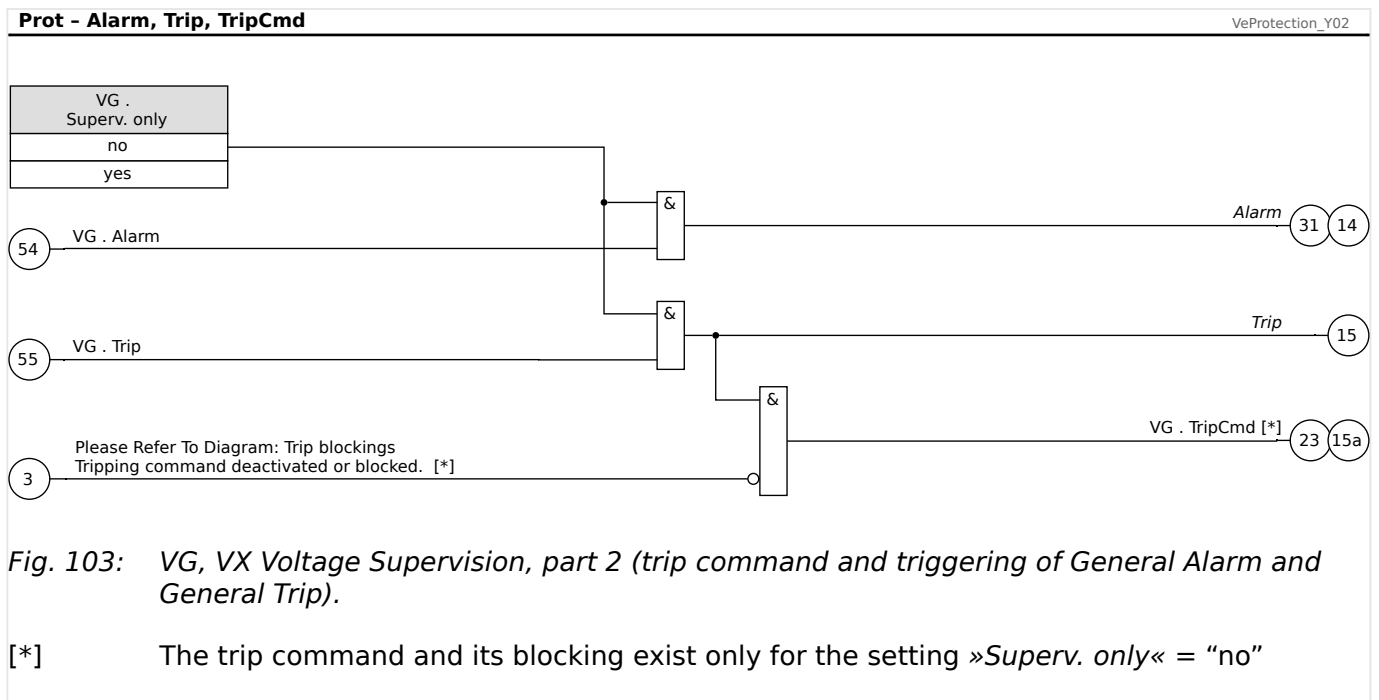 Prot – Alarm, Trip, TripCmd
VeProtection_Y02
VG .
Superv. only
no
yes
&
Alarm
31
14
54
VG . Alarm
&
Trip
15
55
VG . Trip
&
VG . TripCmd [*]
23
15a
Please Refer To Diagram: Trip blockings
Tripping command deactivated or blocked.  [*]
3
Fig. 103: VG, VX Voltage Supervision, part 2 (trip command and triggering of General Alarm and
General Trip).
[*] The trip command and its blocking exist only for the setting »Superv. only« = “no”